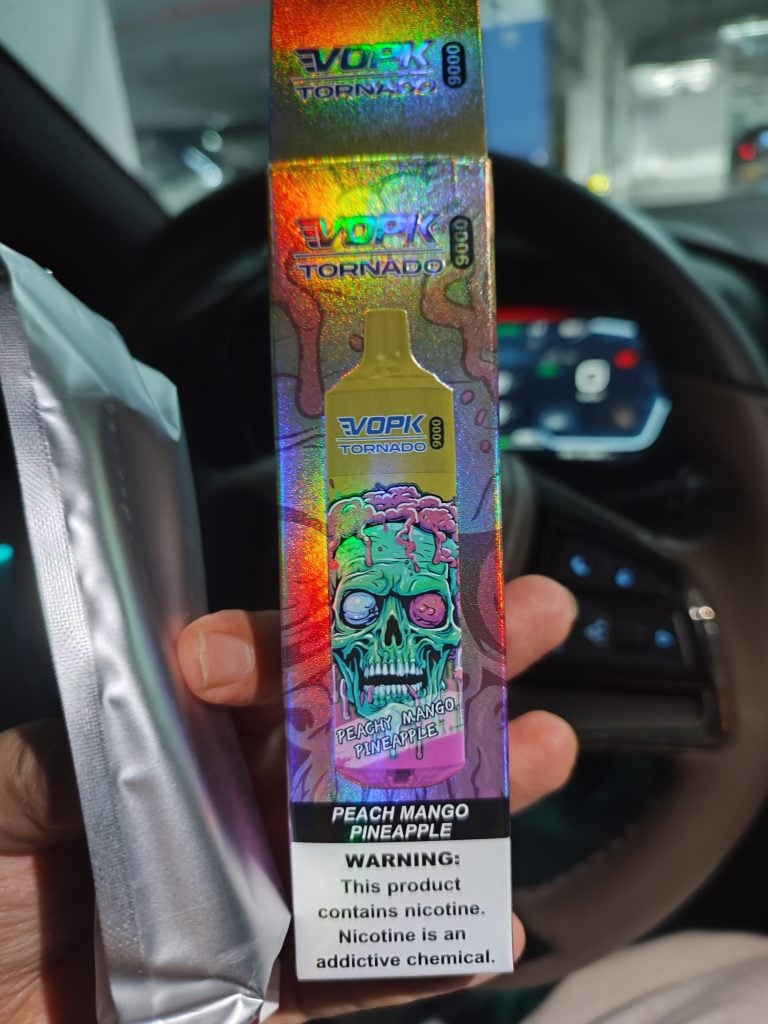 VOPK 9000
TORNADO
VOPK 9000
TORNADO
VOPK 9000
TORNADO
PEACHY MANGO
PINEAPPLE
PEACH MANGO
PINEAPPLE
WARNING:
This product
contains nicotine.
Nicotine is an
addictive chemical.